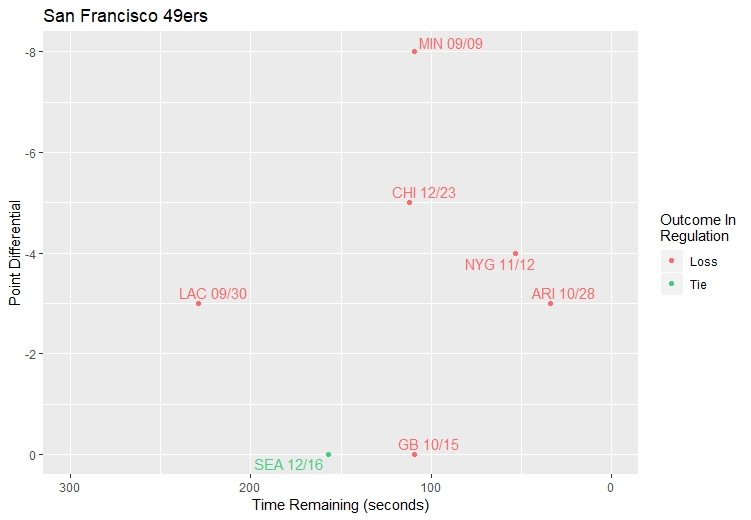 San Francisco 49ers
-8
-6
-4
-2
0
Point Differential
MIN 09/09
CHI 12/23
NYG 11/12
LAC 09/30
ARI 10/28
GB 10/15
SEA 12/16
300
200
100
0
Time Remaining (seconds)
Outcome In
Regulation
Loss
Tie